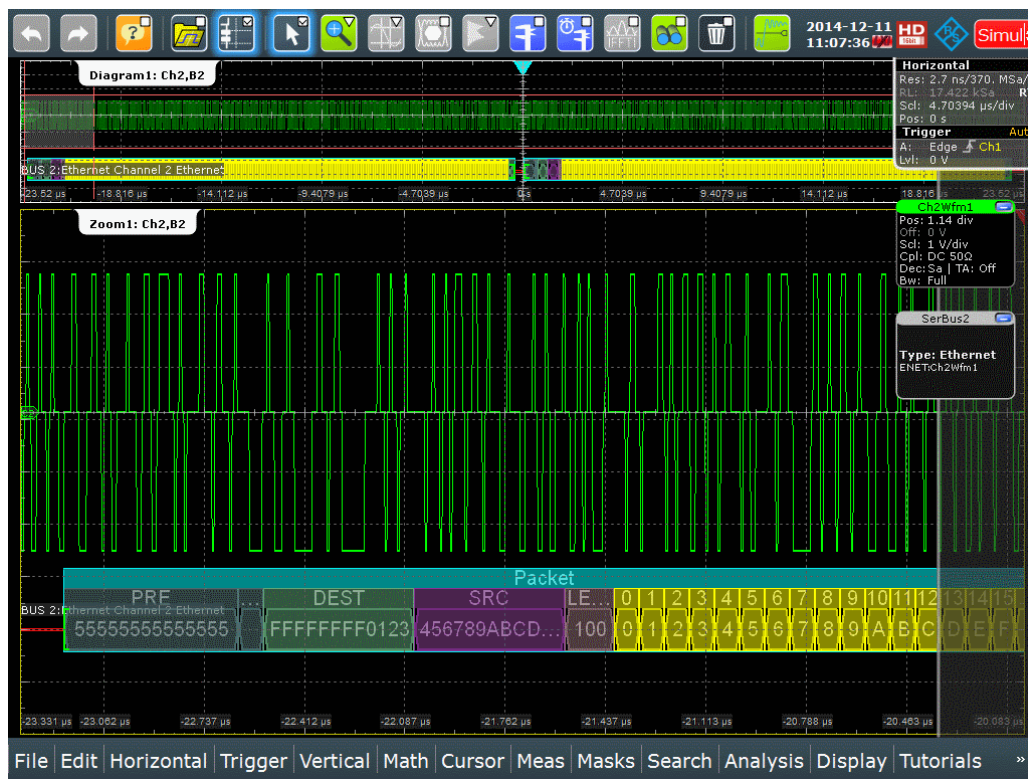 2014-12-11
11:07:36
HD
16bit
Simul
Diagram1: Ch2,B2
Horizontal
Res: 2.7 ns/370. MSa/
RL: 17.422 kSa R
Scl: 4.70394 µs/div
Pos: 0 s
Trigger Aut
A: Edge Ch1
Lvl: 0 V
BUS 2:Ethernet Channel 2 Ethernet
-23.52 µs -18.816 µs -14.112 µs -9.4079 µs -4.7039 µs 0 s 4.7039 µs 9.4079 µs 14.112 µs 18.816 µs 23.52 µs
Zoom1: Ch2,B2
Ch2Wfm1
Pos: 1.14 div
Off: 0 V
Scl: 1 V/div
Cpl: DC 50Ω
Dec:Sa | TA: Off
Bw: Full
SerBus2
Type: Ethernet
ENET:Ch2Wfm1
Packet
PRE ... DEST SRC LE... 0 1 2 3 4 5 6 7 8 9 10 11 12 13 14 15
BUS 2:Ethernet Channel 2 Ethernet
55555555555555 FFFFFFFF0123 456789ABCD... 100 0 1 2 3 4 5 6 7 8 9 A B C D E F
-23.331 µs -23.062 µs -22.737 µs -22.412 µs -22.087 µs -21.762 µs -21.437 µs -21.113 µs -20.788 µs -20.463 µs -20.083 µs
File Edit Horizontal Trigger Vertical Math Cursor Meas Masks Search Analysis Display Tutorials »